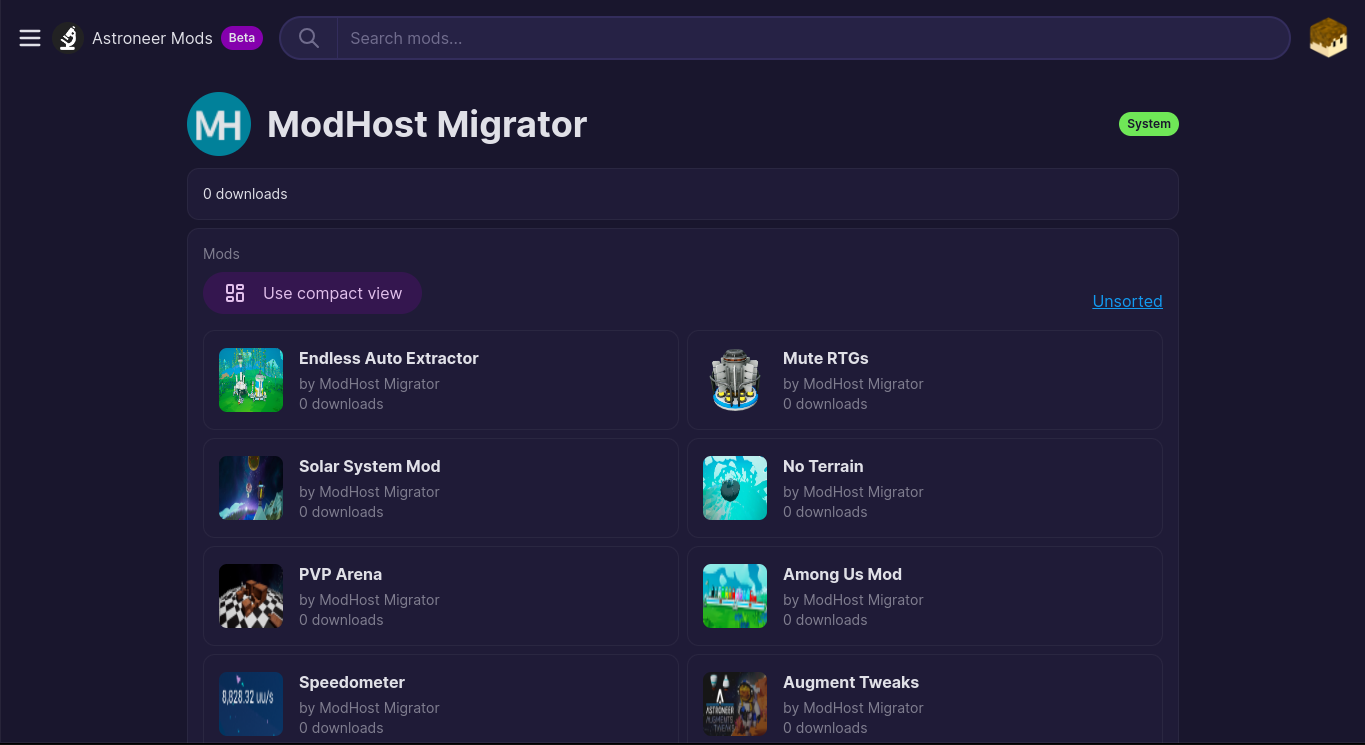 Astroneer Mods Beta Search mods...
MH ModHost Migrator System
0 downloads
Mods
Use compact view
Unsorted
Endless Auto Extractor
by ModHost Migrator
0 downloads
Mute RTGs
by ModHost Migrator
0 downloads
Solar System Mod
by ModHost Migrator
0 downloads
No Terrain
by ModHost Migrator
0 downloads
PVP Arena
by ModHost Migrator
0 downloads
Among Us Mod
by ModHost Migrator
0 downloads
8,828.32 uu/s
Speedometer
by ModHost Migrator
0 downloads
ASTRONEER
AUGMENTS
TWEAKS
Augment Tweaks
by ModHost Migrator
0 downloads